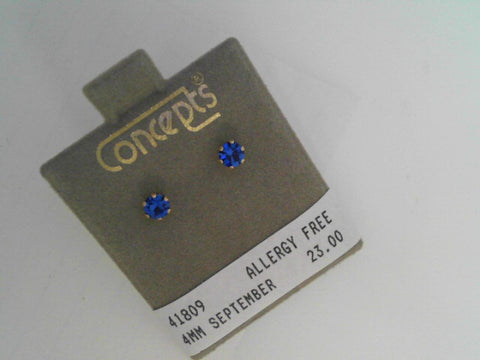 Concepts®
41809 ALLERGY FREE
4MM SEPTEMBER 23.00